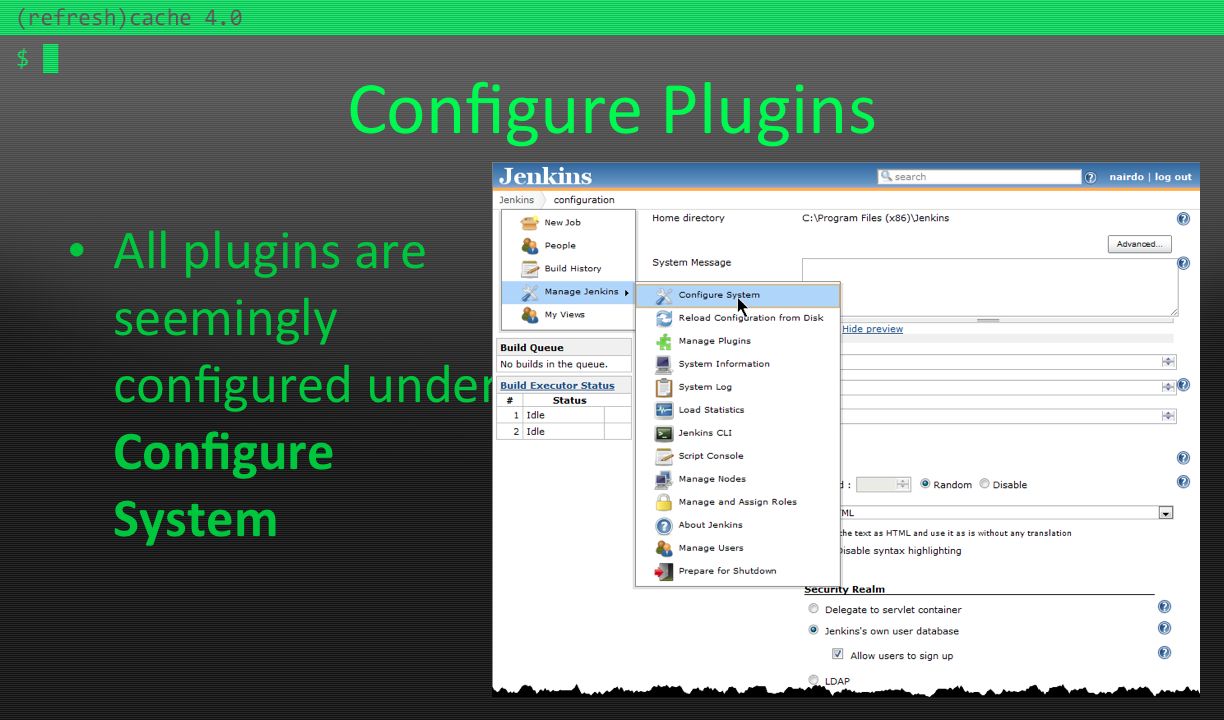 (refresh)cache 4.0
$
Configure Plugins
• All plugins are
seemingly
configured under
Configure
System
Jenkins
search
nairdo | log out
Jenkins
configuration
New Job
People
Build History
Manage Jenkins
My Views
Build Queue
No builds in the queue.
Build Executor Status
# Status
1 Idle
2 Idle
Home directory
C:\Program Files (x86)\Jenkins
Advanced...
System Message
Configure System
Reload Configuration from Disk
Manage Plugins
System Information
System Log
Load Statistics
Jenkins CLI
Script Console
Manage Nodes
Manage and Assign Roles
About Jenkins
Manage Users
Prepare for Shutdown
Hide preview
d : Random Disable
ML
the text as HTML and use it as is without any translation
Disable syntax highlighting
Security Realm
Delegate to servlet container
Jenkins's own user database
Allow users to sign up
LDAP